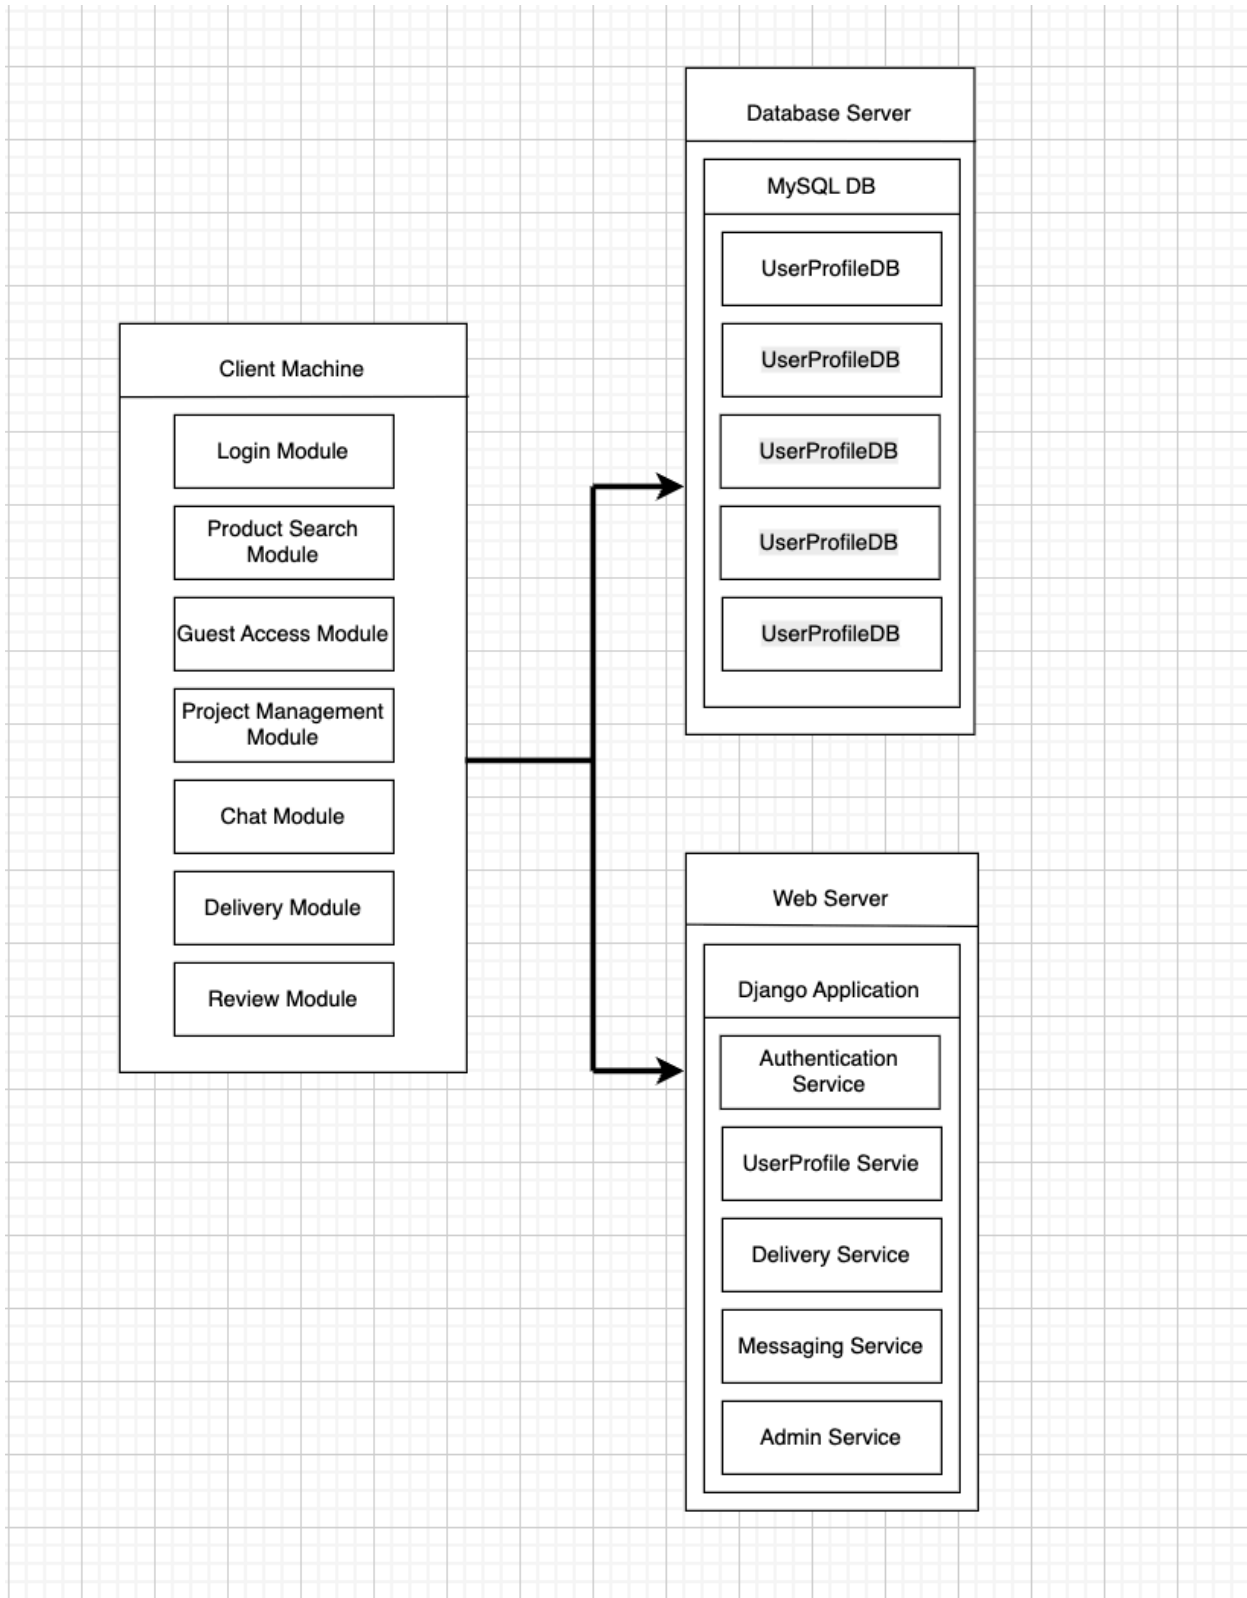 Database Server
MySQL DB
UserProfileDB
UserProfileDB
UserProfileDB
UserProfileDB
UserProfileDB
Client Machine
Login Module
Product Search
Module
Guest Access Module
Project Management
Module
Chat Module
Delivery Module
Review Module
Web Server
Django Application
Authentication
Service
UserProfile Servie
Delivery Service
Messaging Service
Admin Service